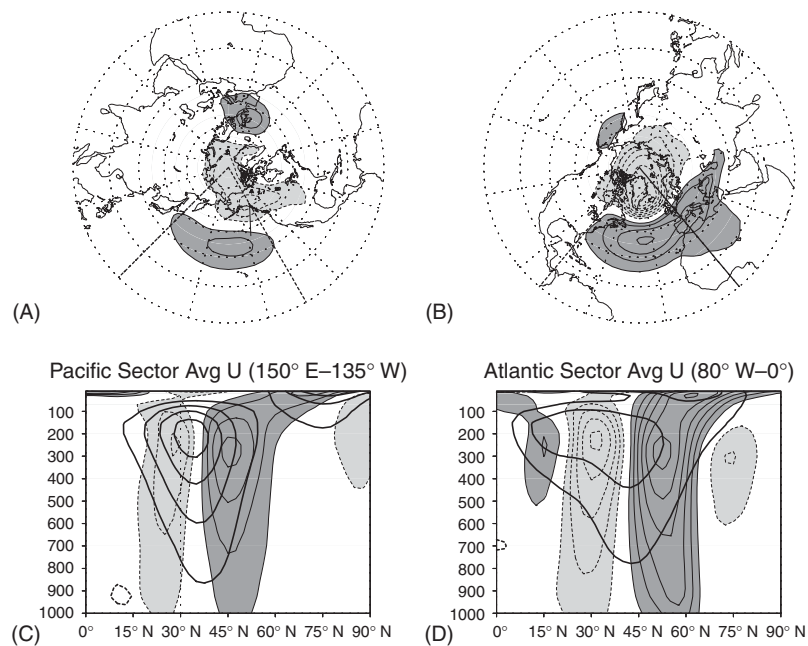 (A)
(B)
Pacific Sector Avg U (150° E–135° W)
100
200
300
400
500
600
700
800
900
1000
0°
15° N
30° N
45° N
60° N
75° N
90° N
(C)
Atlantic Sector Avg U (80° W–0°)
100
200
300
400
500
600
700
800
900
1000
0°
15° N
30° N
45° N
60° N
75° N
90° N
(D)